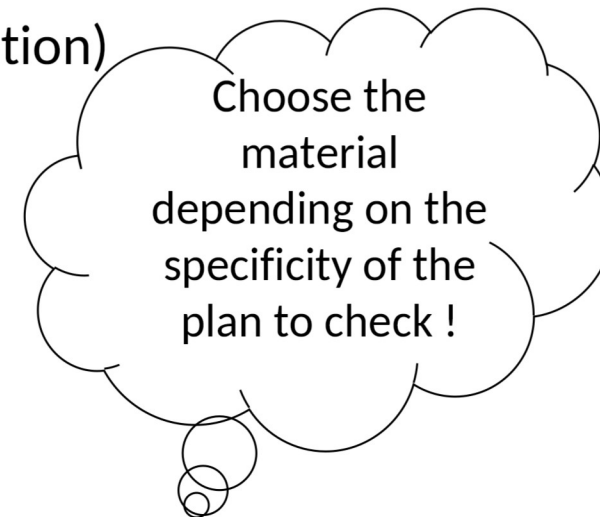 tion)
Choose the
material
depending on the
specificity of the
plan to check !